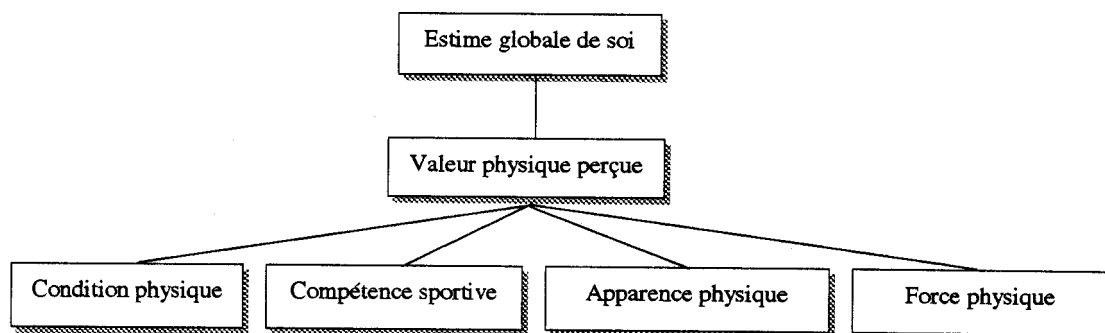 Estime globale de soi
Valeur physique perçue
Condition physique
Compétence sportive
Apparence physique
Force physique